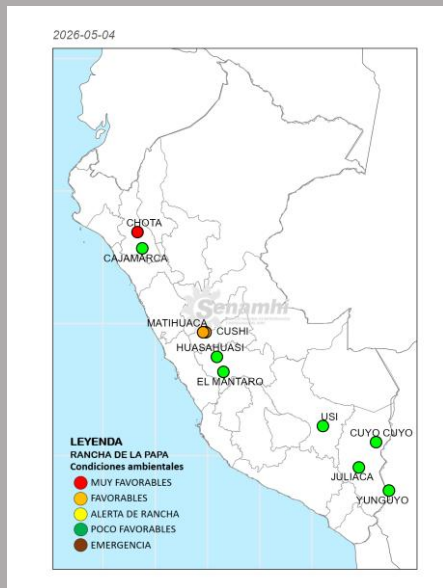 2026-05-04
CHOTA
CAJAMARCA
Senamhi
MATIHUACA
CUSHI
HUASAHUASI
EL MANTARO
USI
CUYO CUYO
JULIACA
YUNGUYO
LEYENDA
RANCHA DE LA PAPA
Condiciones ambientales
MUY FAVORABLES
FAVORABLES
ALERTA DE RANCHA
POCO FAVORABLES
EMERGENCIA